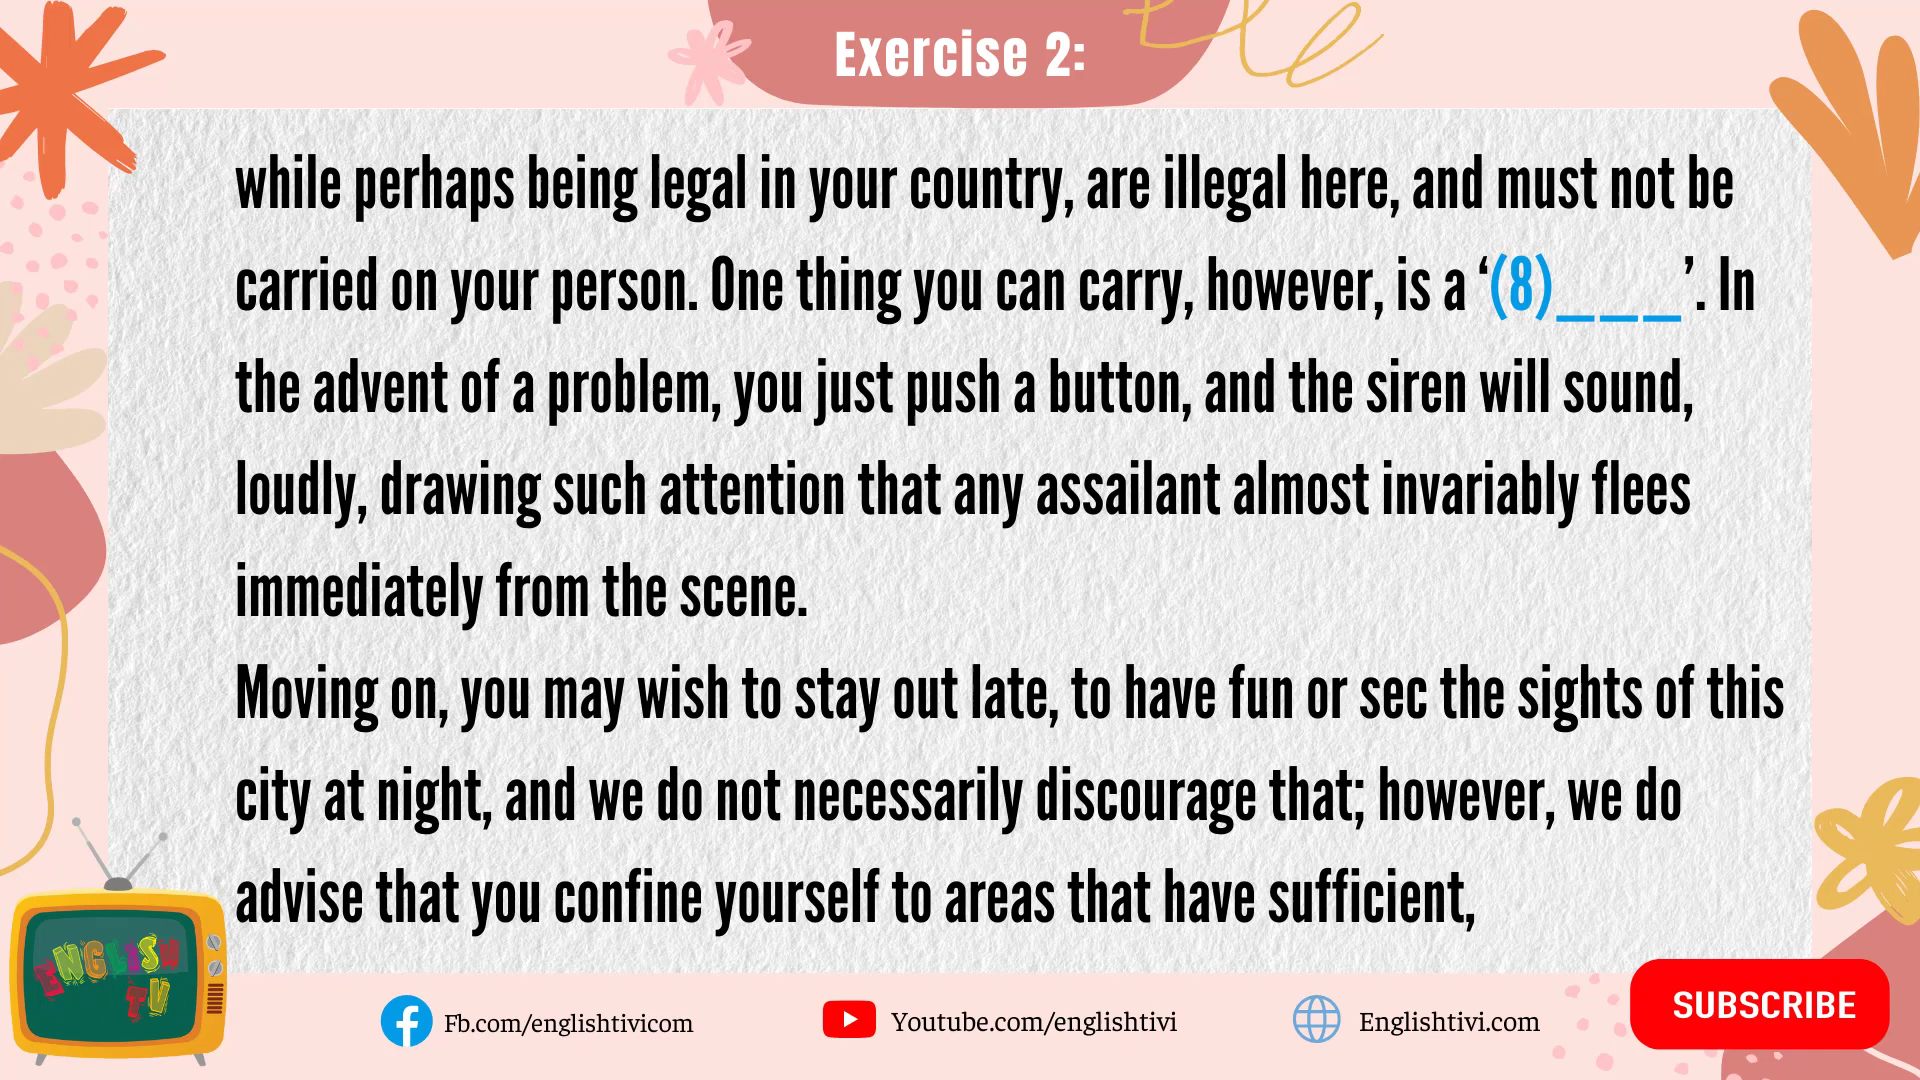 Exercise 2:
while perhaps being legal in your country, are illegal here, and must not be
carried on your person. One thing you can carry, however, is a ‘(8)___’. In
the advent of a problem, you just push a button, and the siren will sound,
loudly, drawing such attention that any assailant almost invariably flees
immediately from the scene.
Moving on, you may wish to stay out late, to have fun or sec the sights of this
city at night, and we do not necessarily discourage that; however, we do
advise that you confine yourself to areas that have sufficient,
ENGLISH
TV
Fb.com/englishtivicom
Youtube.com/englishtivi
Englishtivi.com
SUBSCRIBE